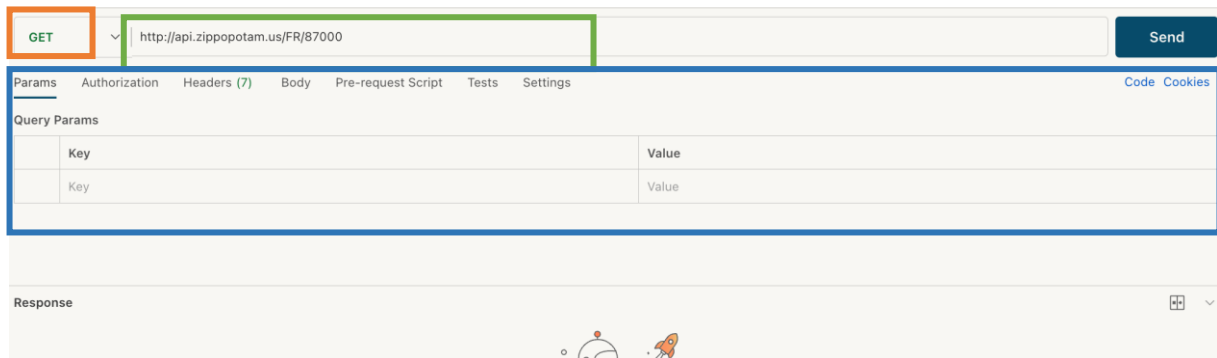 GET http://api.zippopotam.us/FR/87000 Send
Params Authorization Headers (7) Body Pre-request Script Tests Settings Code Cookies
Query Params
Key Value
Key Value
Response